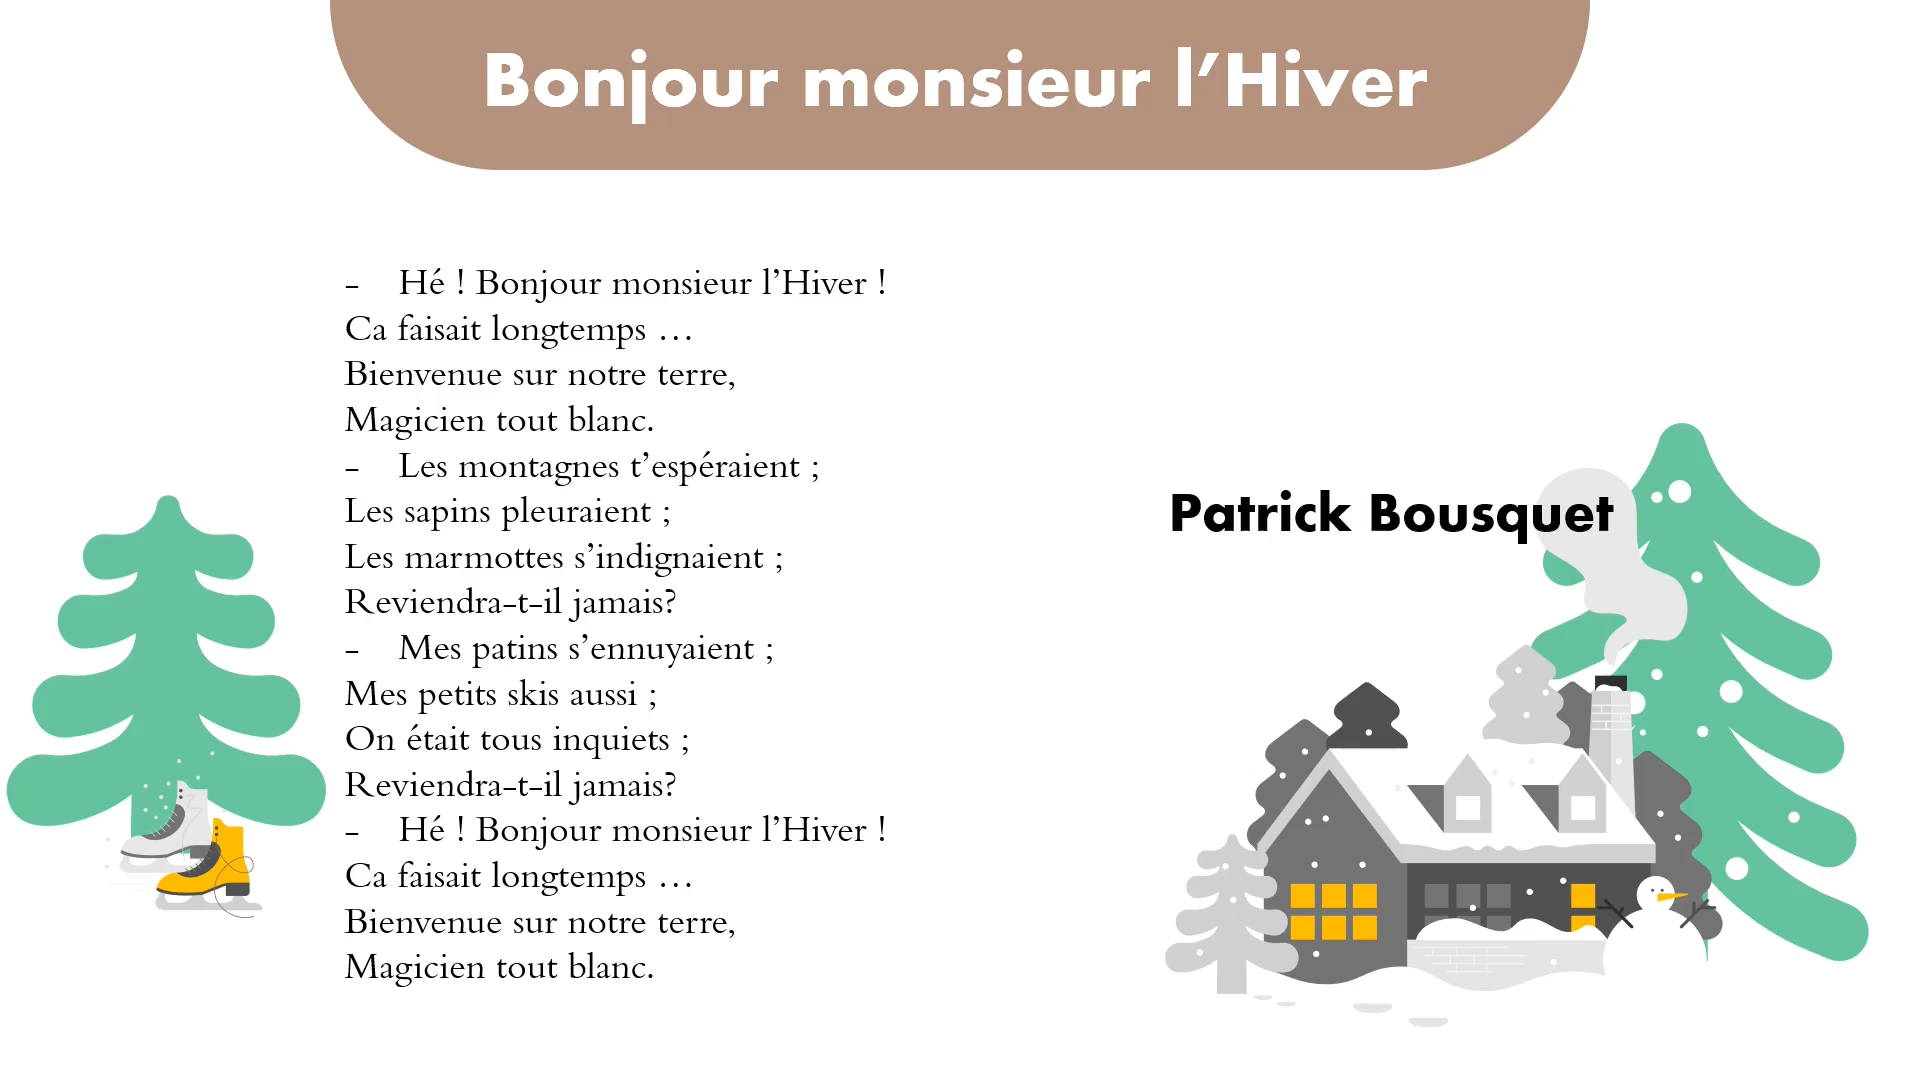 Bonjour monsieur l’Hiver
- Hé ! Bonjour monsieur l’Hiver !
Ca faisait longtemps …
Bienvenue sur notre terre,
Magicien tout blanc.
- Les montagnes t’espéraient ;
Les sapins pleuraient ;
Les marmottes s’indignaient ;
Reviendra-t-il jamais?
- Mes patins s’ennuyaient ;
Mes petits skis aussi ;
On était tous inquiets ;
Reviendra-t-il jamais?
- Hé ! Bonjour monsieur l’Hiver !
Ca faisait longtemps …
Bienvenue sur notre terre,
Magicien tout blanc.
Patrick Bousquet